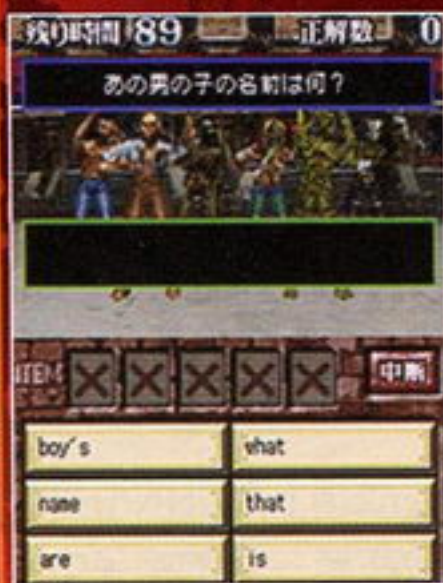 残り時間 89 正解数 0
あの男の子の名前は何?
ITEM 中断
boy's what
name that
are is